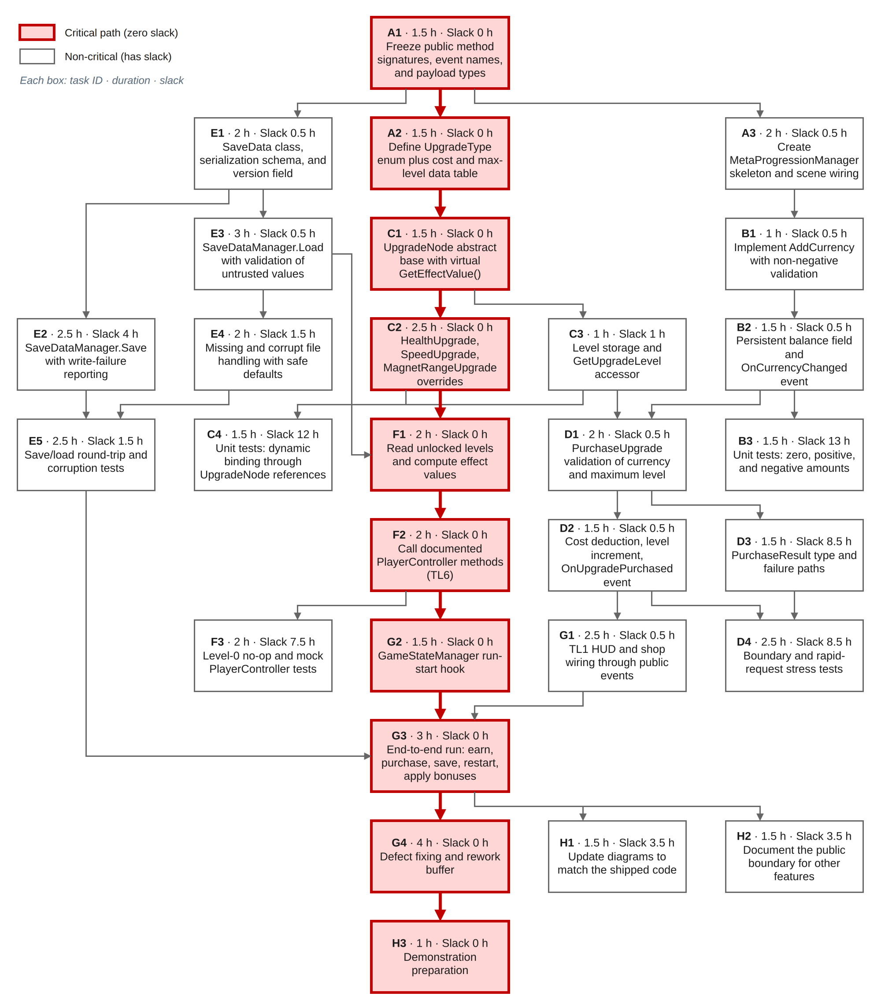 Critical path (zero slack)
Non-critical (has slack)
Each box: task ID · duration · slack
A1 · 1.5 h · Slack 0 h
Freeze public method
signatures, event names,
and payload types
E1 · 2 h · Slack 0.5 h
SaveData class,
serialization schema, and
version field
A2 · 1.5 h · Slack 0 h
Define UpgradeType
enum plus cost and max-
level data table
A3 · 2 h · Slack 0.5 h
Create
MetaProgressionManager
skeleton and scene wiring
E3 · 3 h · Slack 0.5 h
SaveDataManager.Load
with validation of
untrusted values
C1 · 1.5 h · Slack 0 h
UpgradeNode abstract
base with virtual
GetEffectValue()
B1 · 1 h · Slack 0.5 h
Implement AddCurrency
with non-negative
validation
E2 · 2.5 h · Slack 4 h
SaveDataManager.Save
with write-failure
reporting
E4 · 2 h · Slack 1.5 h
Missing and corrupt file
handling with safe
defaults
C2 · 2.5 h · Slack 0 h
HealthUpgrade,
SpeedUpgrade,
MagnetRangeUpgrade
overrides
C3 · 1 h · Slack 1 h
Level storage and
GetUpgradeLevel
accessor
B2 · 1.5 h · Slack 0.5 h
Persistent balance field
and
OnCurrencyChanged
event
E5 · 2.5 h · Slack 1.5 h
Save/load round-trip and
corruption tests
C4 · 1.5 h · Slack 12 h
Unit tests: dynamic
binding through
UpgradeNode references
F1 · 2 h · Slack 0 h
Read unlocked levels
and compute effect
values
D1 · 2 h · Slack 0.5 h
PurchaseUpgrade
validation of currency
and maximum level
B3 · 1.5 h · Slack 13 h
Unit tests: zero, positive,
and negative amounts
F2 · 2 h · Slack 0 h
Call documented
PlayerController methods
(TL6)
D2 · 1.5 h · Slack 0.5 h
Cost deduction, level
increment,
OnUpgradePurchased
event
D3 · 1.5 h · Slack 8.5 h
PurchaseResult type and
failure paths
F3 · 2 h · Slack 7.5 h
Level-0 no-op and mock
PlayerController tests
G2 · 1.5 h · Slack 0 h
GameStateManager run-
start hook
G1 · 2.5 h · Slack 0.5 h
TL1 HUD and shop
wiring through public
events
D4 · 2.5 h · Slack 8.5 h
Boundary and rapid-
request stress tests
G3 · 3 h · Slack 0 h
End-to-end run: earn,
purchase, save, restart,
apply bonuses
G4 · 4 h · Slack 0 h
Defect fixing and rework
buffer
H1 · 1.5 h · Slack 3.5 h
Update diagrams to
match the shipped code
H2 · 1.5 h · Slack 3.5 h
Document the public
boundary for other
features
H3 · 1 h · Slack 0 h
Demonstration
preparation